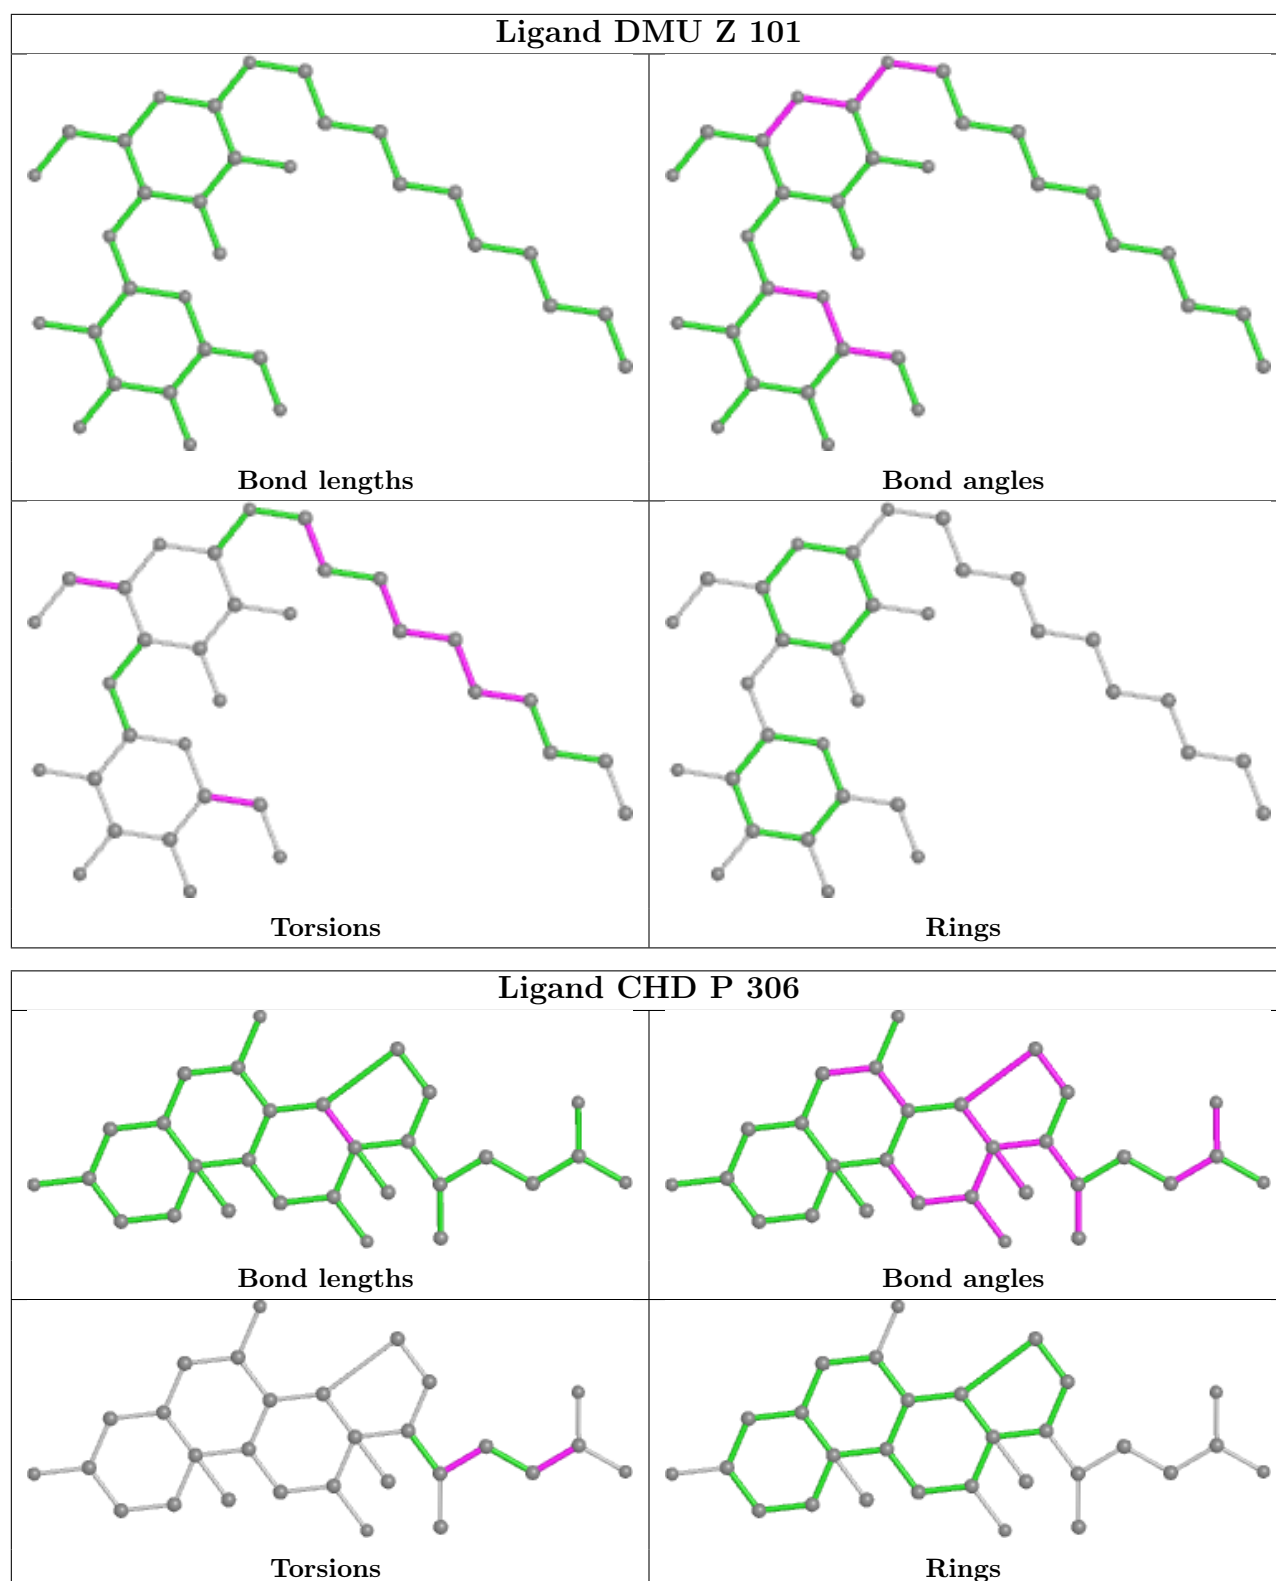 Ligand DMU Z 101
Bond lengths
Bond angles
Torsions
Rings
Ligand CHD P 306
Bond lengths
Bond angles
Torsions
Rings